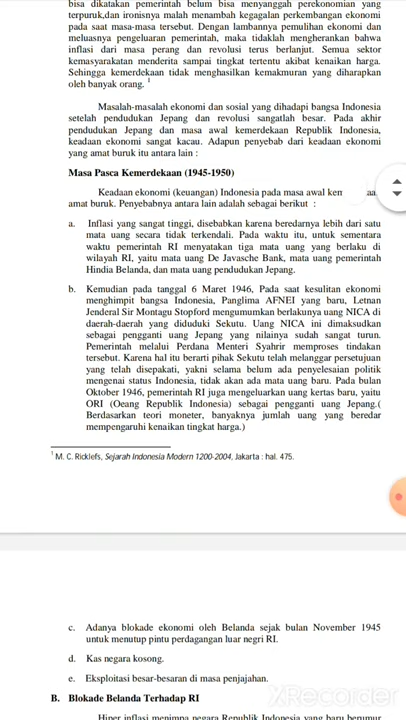 bisa dikatakan pemerintah belum bisa menyangga perekonomian yang
terpuruk,dan ironisnya malah menambah kegagalan perkembangan ekonomi
pada saat masa-masa tersebut. Dengan lambannya pemulihan ekonomi dan
meluasnya pengeluaran pemerintah, maka tidaklah mengherankan bahwa
inflasi dari masa perang dan revolusi terus berlanjut. Semua sektor
kemasyarakatan menderita sampai tingkat tertentu akibat kenaikan harga.
Sehingga kemerdekaan tidak menghasilkan kemakmuran yang diharapkan
oleh banyak orang. 1
Masalah-masalah ekonomi dan sosial yang dihadapi bangsa Indonesia
setelah pendudukan Jepang dan revolusi sangatlah besar. Pada akhir
pendudukan Jepang dan masa awal kemerdekaan Republik Indonesia,
keadaan ekonomi sangat kacau. Adapun penyebab dari keadaan ekonomi
yang amat buruk itu antara lain :
Masa Pasca Kemerdekaan (1945-1950)
Keadaan ekonomi (keuangan) Indonesia pada masa awal
amat buruk. Penyebabnya antara lain adalah sebagai berikut :
a. Inflasi yang sangat tinggi, disebabkan karena beredarnya lebih dari satu
mata uang secara tidak terkendali. Pada waktu itu, untuk sementara
waktu pemerintah RI menyatakan tiga mata uang yang berlaku di
wilayah RI, yaitu mata uang De Javasche Bank, mata uang pemerintah
Hindia Belanda, dan mata uang pendudukan Jepang.
b. Kemudian pada tanggal 6 Maret 1946, Pada saat kesulitan ekonomi
menghimpit bangsa Indonesia, Panglima AFNEI yang baru, Letnan
Jenderal Sir Montagu Stopford mengumumkan berlakunya uang NICA di
daerah-daerah yang diduduki Sekutu. Uang NICA ini dimaksudkan
sebagai pengganti uang Jepang yang nilainya sudah sangat turun.
Pemerintah melalui Perdana Menteri Syahrir memproses tindakan
tersebut. Karena hal itu berarti pihak Sekutu telah melanggar persetujuan
yang telah disepakati, yakni selama belum ada penyelesaian politik
mengenai status Indonesia, tidak akan ada mata uang baru. Pada bulan
Oktober 1946, pemerintah RI juga mengeluarkan uang kertas baru, yaitu
ORI (Oeang Republik Indonesia) sebagai pengganti uang Jepang.(
Berdasarkan teori moneter, banyaknya jumlah uang yang beredar
mempengaruhi kenaikan tingkat harga.)
1 M. C. Ricklefs, Sejarah Indonesia Modern 1200-2004, Jakarta : hal. 475.
c. Adanya blokade ekonomi oleh Belanda sejak bulan November 1945
untuk menutup pintu perdagangan luar negri RI.
d. Kas negara kosong.
e. Eksploitasi besar-besaran di masa penjajahan.
B. Blokade Belanda Terhadap RI
Hiper inflasi menimpa negara Republik Indonesia yang baru berumur
XRecorder